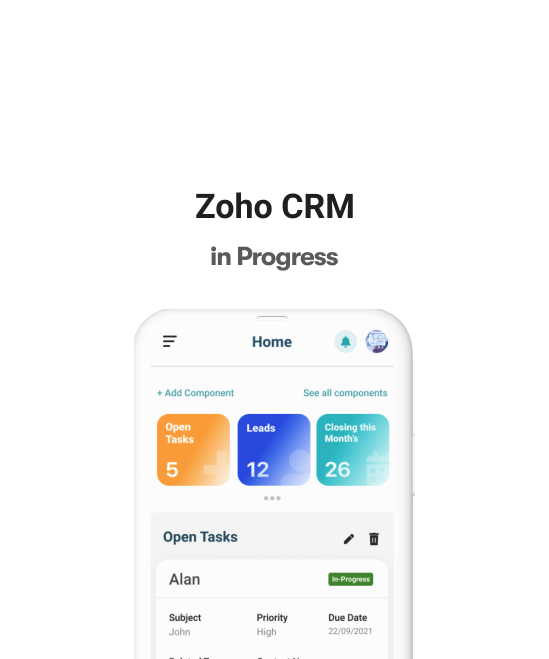 Zoho CRM
in Progress
Home
+ Add Component
See all components
Open
Tasks
5
Leads
12
Closing this
Month's
26
Open Tasks
Alan
In-Progress
Subject
Priority
Due Date
John
High
22/09/2021